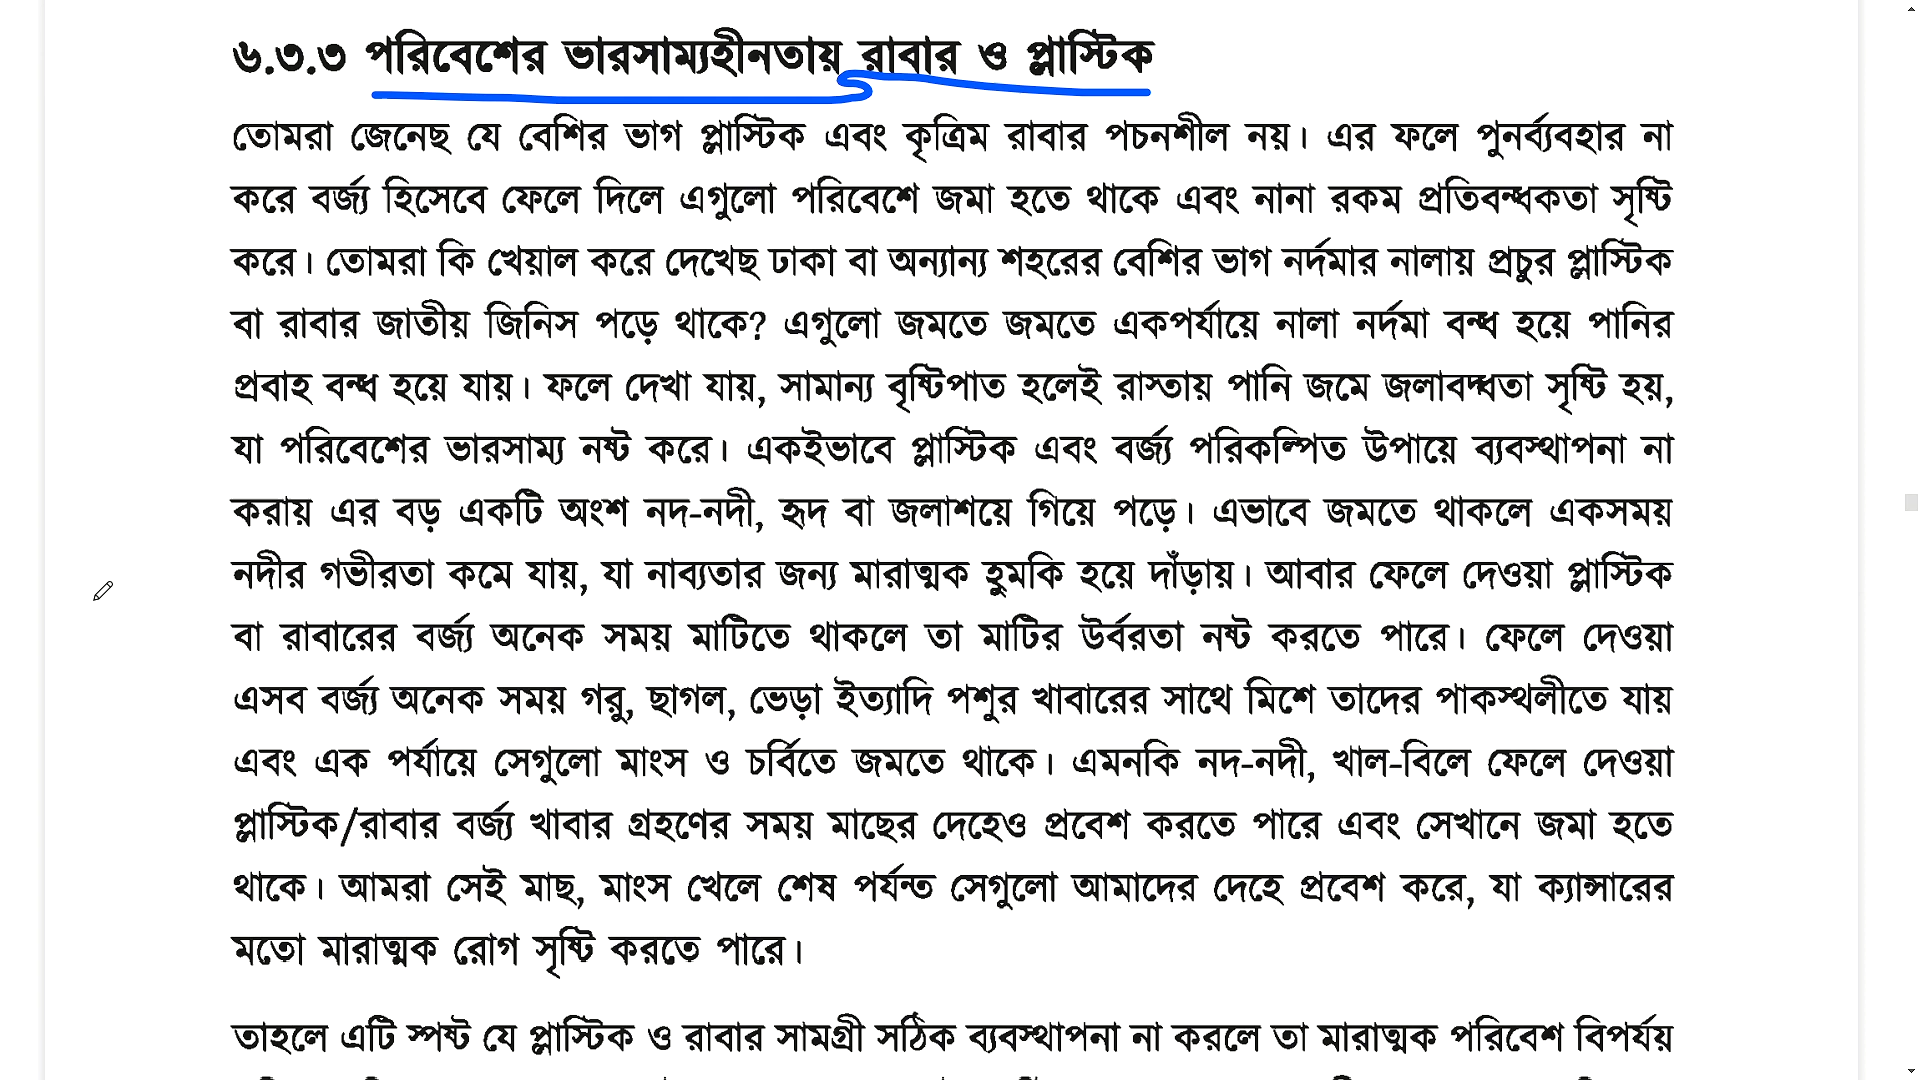 ৬.৩.৩ পরিবেশের ভারসাম্যহীনতায় রাবার ও প্লাস্টিক
তোমরা জেনেছ যে বেশির ভাগ প্লাস্টিক এবং কৃত্রিম রাবার পচনশীল নয়। এর ফলে পুনর্ব্যবহার না
করে বর্জ্য হিসেবে ফেলে দিলে এগুলো পরিবেশে জমা হতে থাকে এবং নানা রকম প্রতিবন্ধকতা সৃষ্টি
করে। তোমরা কি খেয়াল করে দেখেছ ঢাকা বা অন্যান্য শহরের বেশির ভাগ নর্দমার নালায় প্রচুর প্লাস্টিক
বা রাবার জাতীয় জিনিস পড়ে থাকে? এগুলো জমতে জমতে একপর্যায়ে নালা নর্দমা বন্ধ হয়ে পানির
প্রবাহ বন্ধ হয়ে যায়। ফলে দেখা যায়, সামান্য বৃষ্টিপাত হলেই রাস্তায় পানি জমে জলাবদ্ধতা সৃষ্টি হয়,
যা পরিবেশের ভারসাম্য নষ্ট করে। একইভাবে প্লাস্টিক এবং বর্জ্য পরিকল্পিত উপায়ে ব্যবস্থাপনা না
করায় এর বড় একটি অংশ নদ-নদী, হৃদ বা জলাশয়ে গিয়ে পড়ে। এভাবে জমতে থাকলে একসময়
নদীর গভীরতা কমে যায়, যা নাব্যতার জন্য মারাত্মক হুমকি হয়ে দাঁড়ায়। আবার ফেলে দেওয়া প্লাস্টিক
বা রাবারের বর্জ্য অনেক সময় মাটিতে থাকলে তা মাটির উর্বরতা নষ্ট করতে পারে। ফেলে দেওয়া
এসব বর্জ্য অনেক সময় গরু, ছাগল, ভেড়া ইত্যাদি পশুর খাবারের সাথে মিশে তাদের পাকস্থলীতে যায়
এবং এক পর্যায়ে সেগুলো মাংস ও চর্বিতে জমতে থাকে। এমনকি নদ-নদী, খাল-বিলে ফেলে দেওয়া
প্লাস্টিক/রাবার বর্জ্য খাবার গ্রহণের সময় মাছের দেহেও প্রবেশ করতে পারে এবং সেখানে জমা হতে
থাকে। আমরা সেই মাছ, মাংস খেলে শেষ পর্যন্ত সেগুলো আমাদের দেহে প্রবেশ করে, যা ক্যান্সারের
মতো মারাত্মক রোগ সৃষ্টি করতে পারে।
তাহলে এটি স্পষ্ট যে প্লাস্টিক ও রাবার সামগ্রী সঠিক ব্যবস্থাপনা না করলে তা মারাত্মক পরিবেশ বিপর্যয়